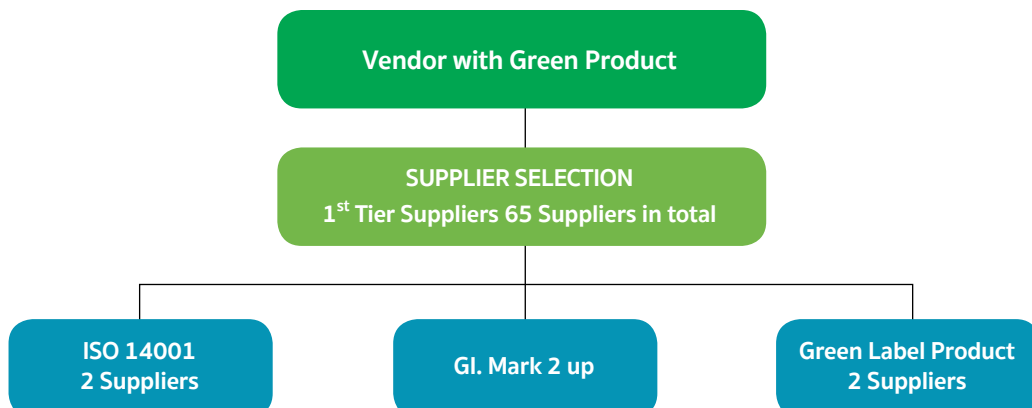 Vendor with Green Product
SUPPLIER SELECTION
1st Tier Suppliers 65 Suppliers in total
ISO 14001
2 Suppliers
GI. Mark 2 up
Green Label Product
2 Suppliers